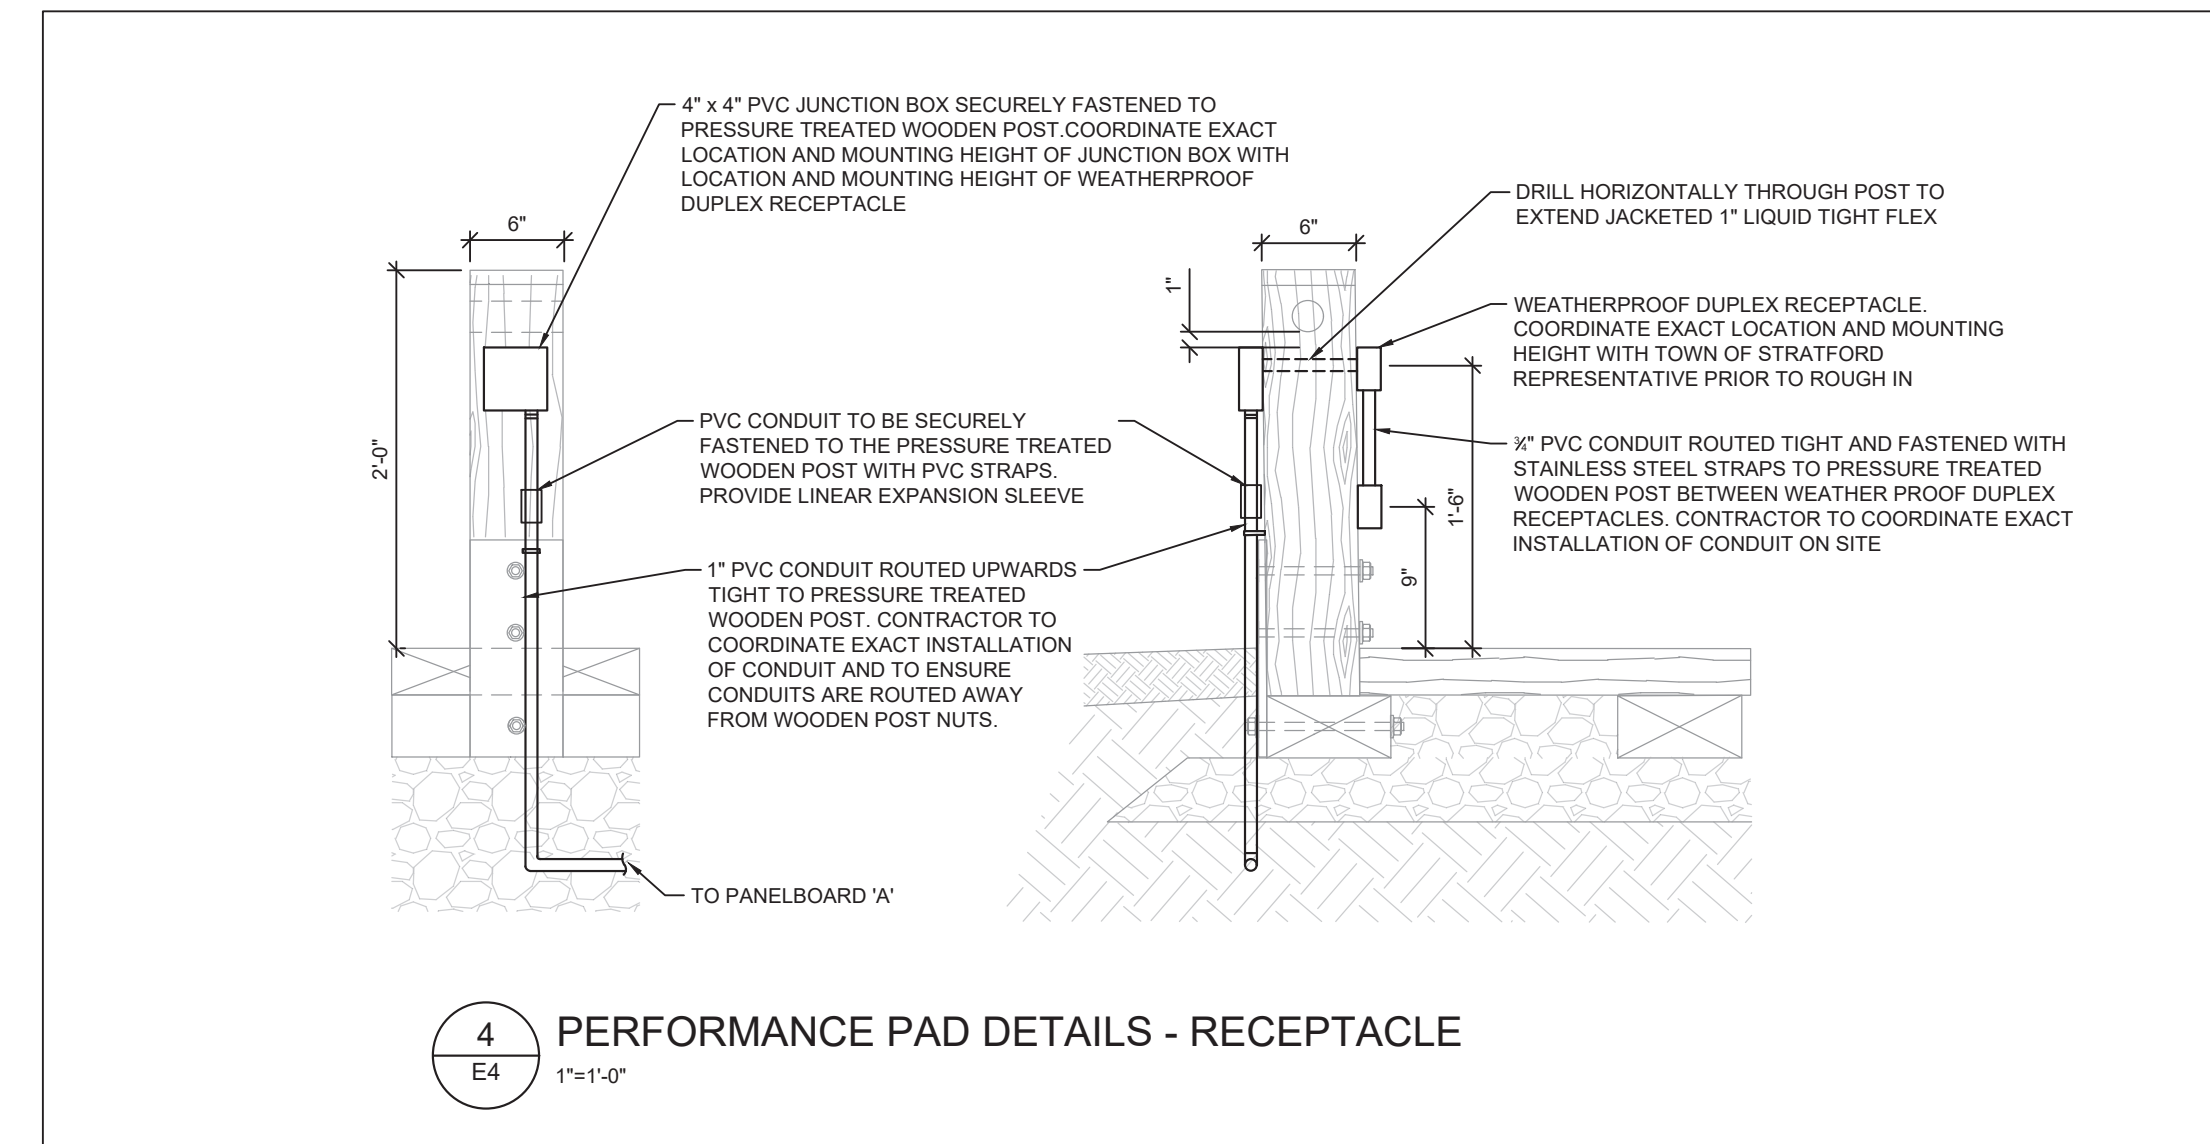 4" x 4" PVC JUNCTION BOX SECURELY FASTENED TO
PRESSURE TREATED WOODEN POST.COORDINATE EXACT
LOCATION AND MOUNTING HEIGHT OF JUNCTION BOX WITH
LOCATION AND MOUNTING HEIGHT OF WEATHERPROOF
DUPLEX RECEPTACLE
6"
2'-0"
PVC CONDUIT TO BE SECURELY
FASTENED TO THE PRESSURE TREATED
WOODEN POST WITH PVC STRAPS.
PROVIDE LINEAR EXPANSION SLEEVE
1" PVC CONDUIT ROUTED UPWARDS
TIGHT TO PRESSURE TREATED
WOODEN POST. CONTRACTOR TO
COORDINATE EXACT INSTALLATION
OF CONDUIT AND TO ENSURE
CONDUITS ARE ROUTED AWAY
FROM WOODEN POST NUTS.
TO PANELBOARD 'A'
6"
1"
DRILL HORIZONTALLY THROUGH POST TO
EXTEND JACKETED 1" LIQUID TIGHT FLEX
WEATHERPROOF DUPLEX RECEPTACLE.
COORDINATE EXACT LOCATION AND MOUNTING
HEIGHT WITH TOWN OF STRATFORD
REPRESENTATIVE PRIOR TO ROUGH IN
¾" PVC CONDUIT ROUTED TIGHT AND FASTENED WITH
STAINLESS STEEL STRAPS TO PRESSURE TREATED
WOODEN POST BETWEEN WEATHER PROOF DUPLEX
RECEPTACLES. CONTRACTOR TO COORDINATE EXACT
INSTALLATION OF CONDUIT ON SITE
1'-6"
9"
4
E4
PERFORMANCE PAD DETAILS - RECEPTACLE
1"=1'-0"